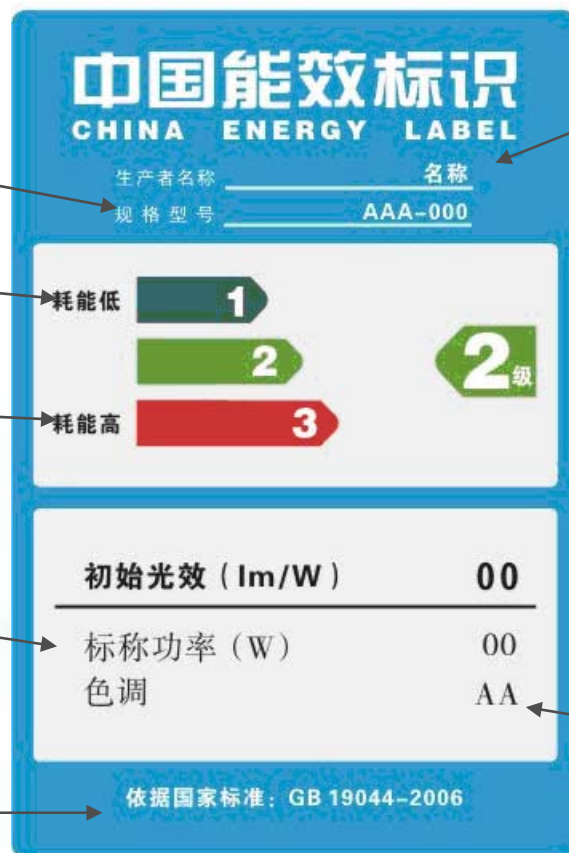 中国能效标识
CHINA ENERGY LABEL
生产者名称 名称
规格型号 AAA-000
耗能低 1
2 2级
耗能高 3
初始光效（lm/W） 00
标称功率（W） 00
色调 AA
依据国家标准：GB 19044-2006